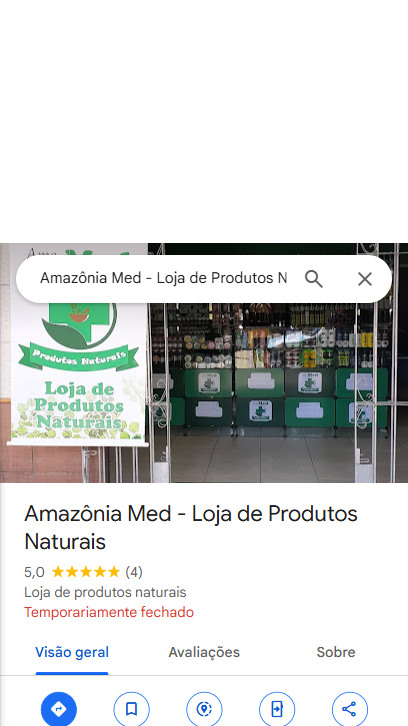 Amazônia Med - Loja de Produtos N
Produtos Naturais
Loja de
Produtos
Naturais
Med
Amazônia Med - Loja de Produtos
Naturais
5,0 (4)
Loja de produtos naturais
Temporariamente fechado
Visão geral Avaliações Sobre